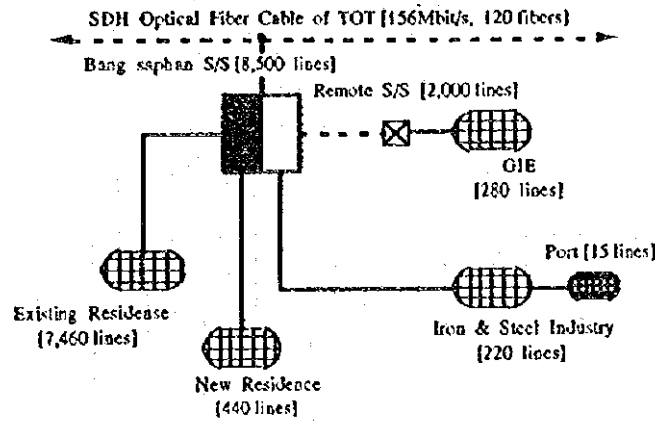 SDH Optical Fiber Cable of TOT [156Mbit/s, 120 fibers]
Bang saphan S/S [8,500 lines]
Remote S/S [2,000 lines]
GIE
[280 lines]
Port [15 lines]
Existing Residense
[7,460 lines]
Iron & Steel Industry
[220 lines]
New Residence
[440 lines]